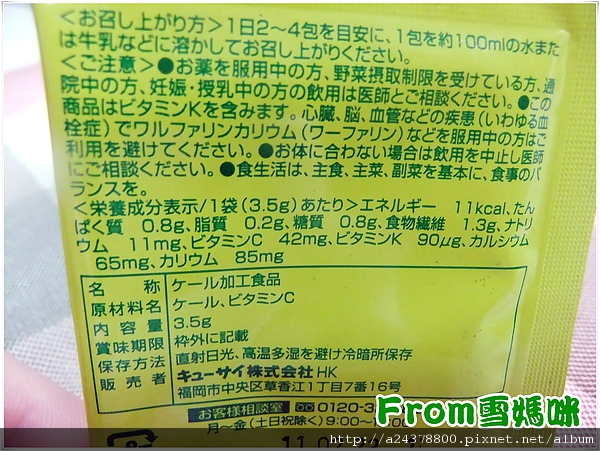 <お召し上がり方>1日2~4包を目安に、1包を約100mlの水また
は牛乳などに溶かしてお召し上がりください。
<ご注意>●お薬を服用中の方、野菜摂取制限を受けている方、通
院中の方、妊娠・授乳中の方の飲用は医師とご相談ください。●この
商品はビタミンKを含みます。心臓、脳、血管などの疾患(いわゆる血
栓症)でワルファリンカリウム(ワーファリン)などを服用中の方はご
利用を避けてください。●お体に合わない場合は飲用を中止し医師
にご相談ください。●食生活は、主食、主菜、副菜を基本に、食事のバ
ランスを。
<栄養成分表示/1袋(3.5g)あたり>エネルギー 11kcal、たん
ぱく質 0.8g、脂質 0.2g、糖質 0.8g、食物繊維 1.3g、ナトリ
ウム 11mg、ビタミンC 42mg、ビタミンK 90μg、カルシウム
65mg、カリウム 85mg
名称 ケール加工食品
原材料名 ケール、ビタミンC
内容量 3.5g
賞味期限 枠外に記載
保存方法 直射日光、高温多湿を避け冷暗所保存
販売者 キューサイ株式会社 HK
福岡市中央区草香江1丁目7番16号
お客様相談室 0120-3
月~金(土日祝除く)9:00~
From雪媽咪
http://a24378800.pixnet.net/album